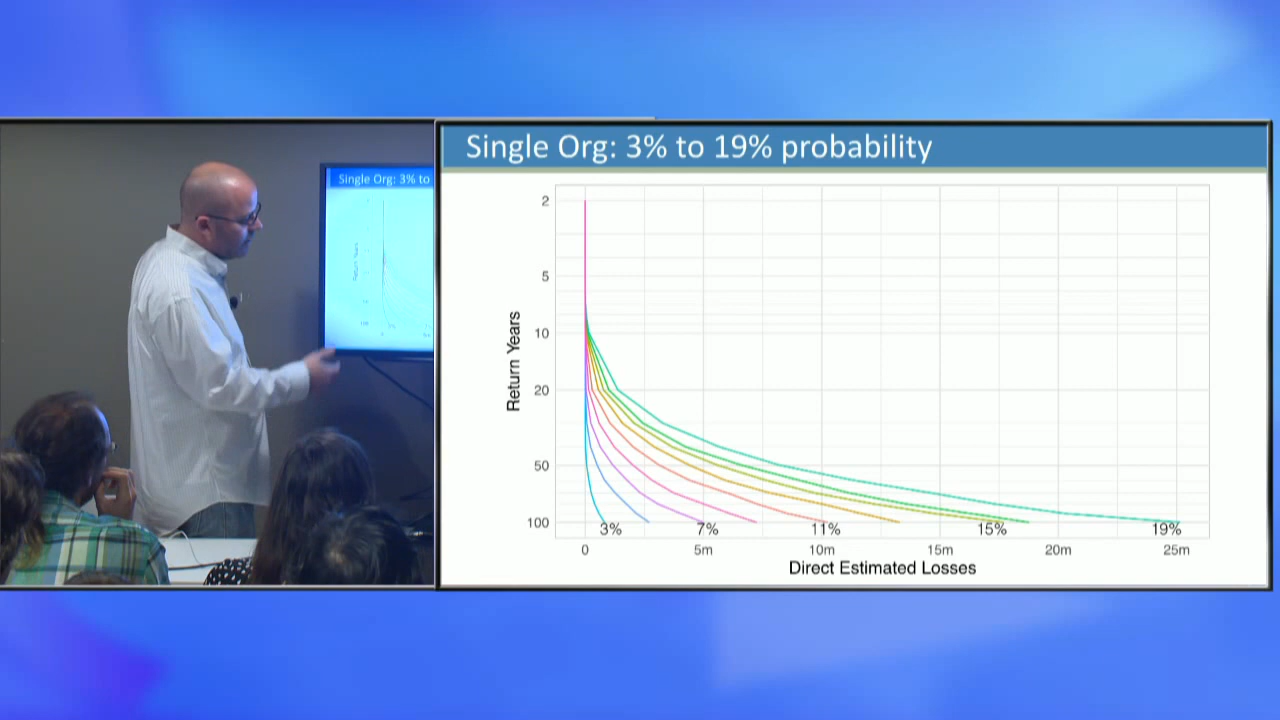 Single Org: 3% to
Single Org: 3% to 19% probability
Return Years
2
5
10
20
50
100
3% 7% 11% 15% 19%
0 5m 10m 15m 20m 25m
Direct Estimated Losses